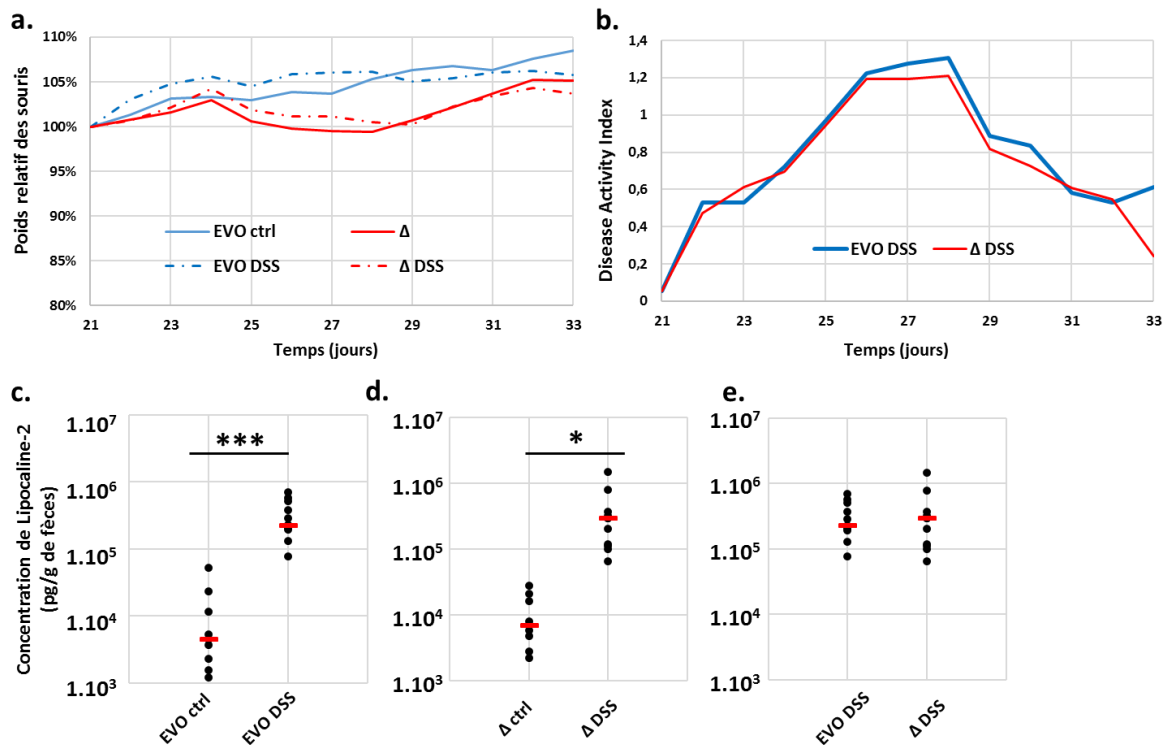 a.
Poids relatif des souris
110%
105%
100%
95%
90%
85%
80%
EVO ctrl
Δ
EVO DSS
Δ DSS
21 23 25 27 29 31 33
Temps (jours)
b.
Disease Activity Index
1,4
1,2
1
0,8
0,6
0,4
0,2
0
EVO DSS
Δ DSS
21 23 25 27 29 31 33
Temps (jours)
c.
Concentration de Lipocaline-2
(pg/g de fèces)
1.10⁷
1.10⁶
1.10⁵
1.10⁴
1.10³
***
EVO ctrl
EVO DSS
d.
1.10⁷
1.10⁶
1.10⁵
1.10⁴
1.10³
*
Δ ctrl
Δ DSS
e.
1.10⁷
1.10⁶
1.10⁵
1.10⁴
1.10³
EVO DSS
Δ DSS